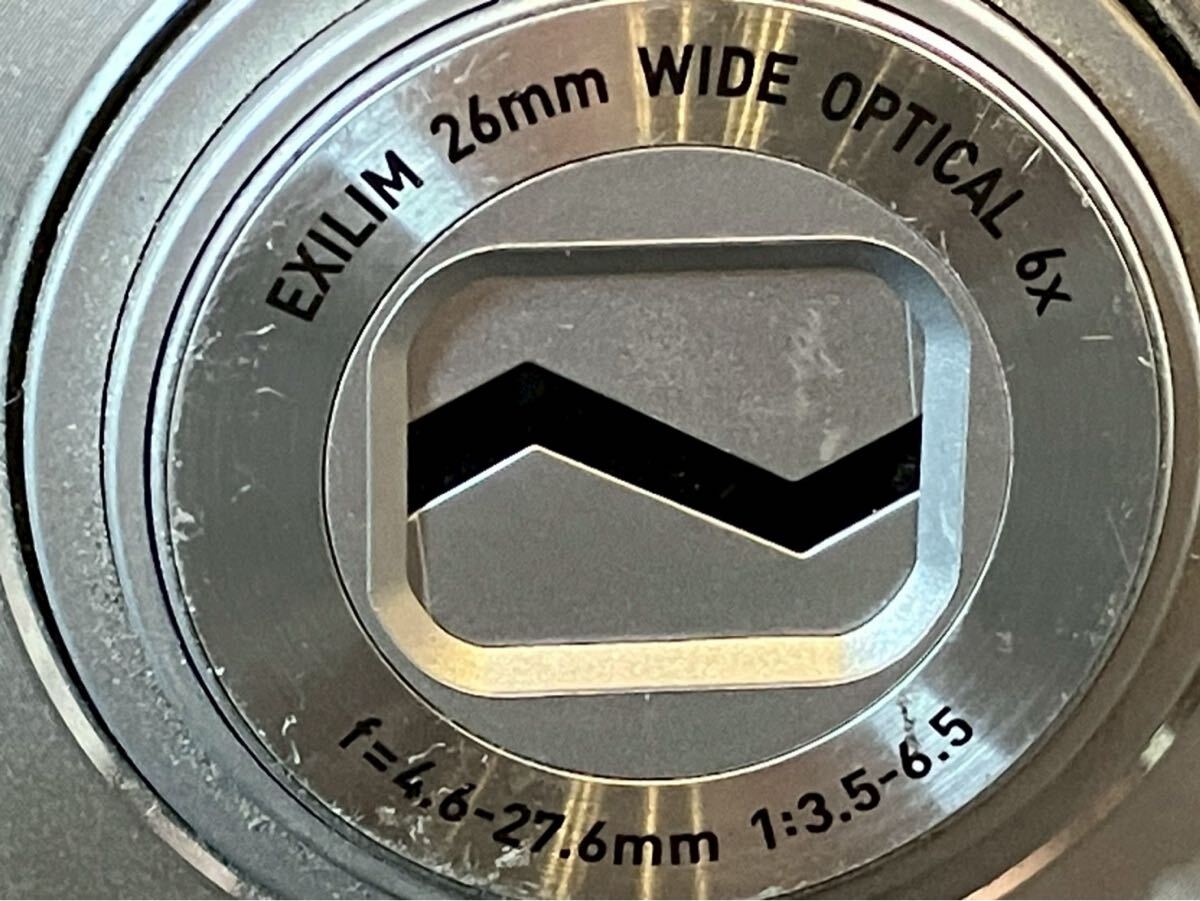 EXILIM 26mm WIDE OPTICAL 6x
f=4.6-27.6mm 1:3.5-6.5